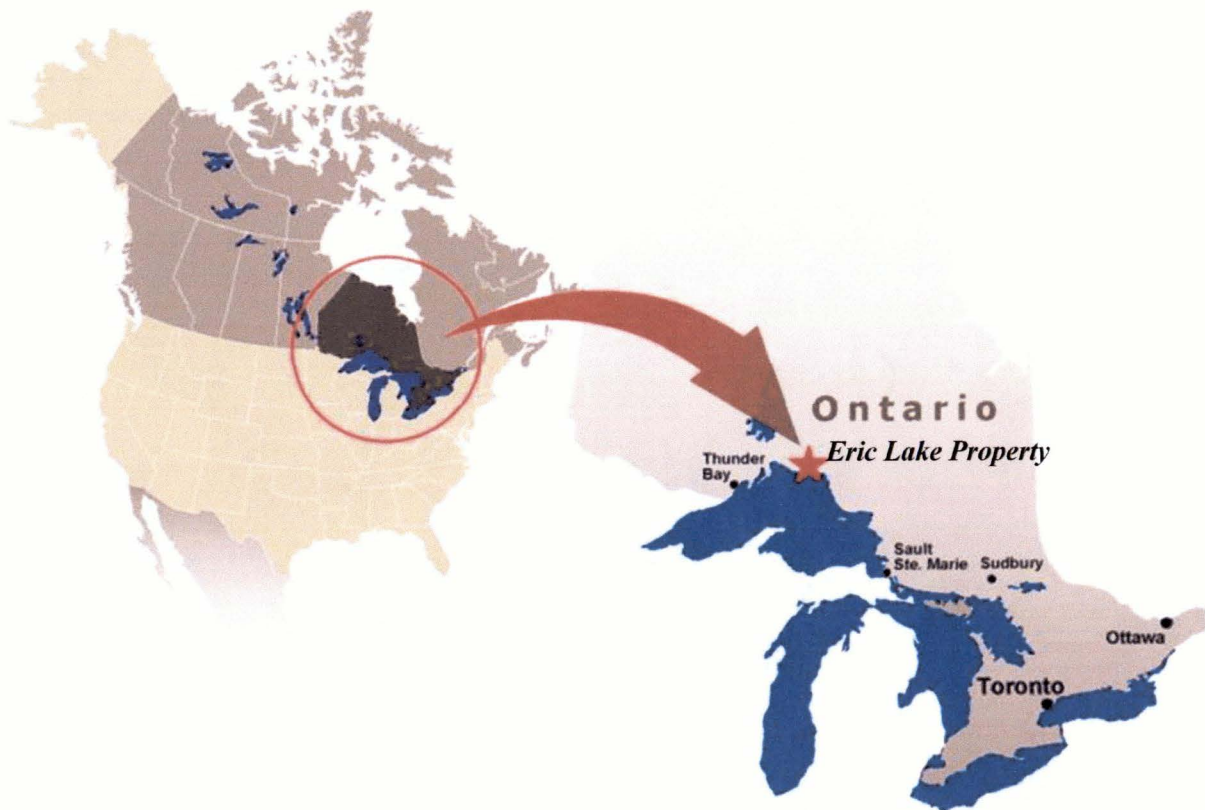 Ontario
Eric Lake Property
Thunder
Bay
Sault
Ste. Marie
Sudbury
Ottawa
Toronto